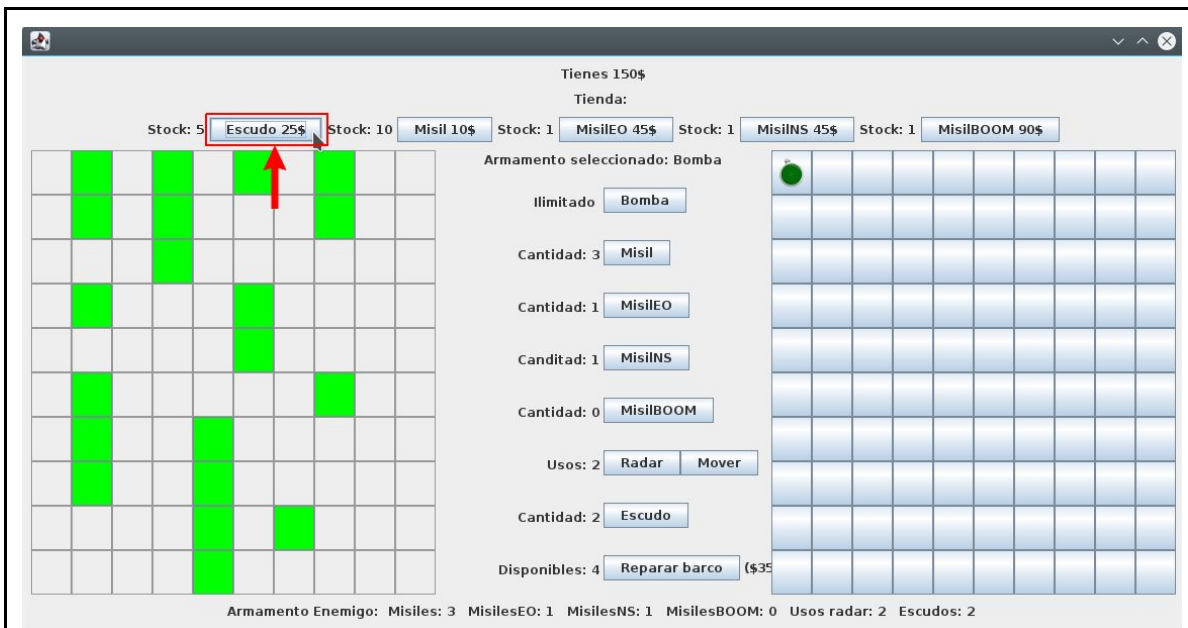 Tienes 150$
Tienda:
Stock: 5 Escudo 25$ Stock: 10 Misil 10$ Stock: 1 MisilEO 45$ Stock: 1 MisilNS 45$ Stock: 1 MisilBOOM 90$
Armamento seleccionado: Bomba
Ilimitado Bomba
Cantidad: 3 Misil
Cantidad: 1 MisilEO
Canditad: 1 MisilNS
Cantidad: 0 MisilBOOM
Usos: 2 Radar Mover
Cantidad: 2 Escudo
Disponibles: 4 Reparar barco ($35
Armamento Enemigo: Misiles: 3 MisilesEO: 1 MisilesNS: 1 MisilesBOOM: 0 Usos radar: 2 Escudos: 2